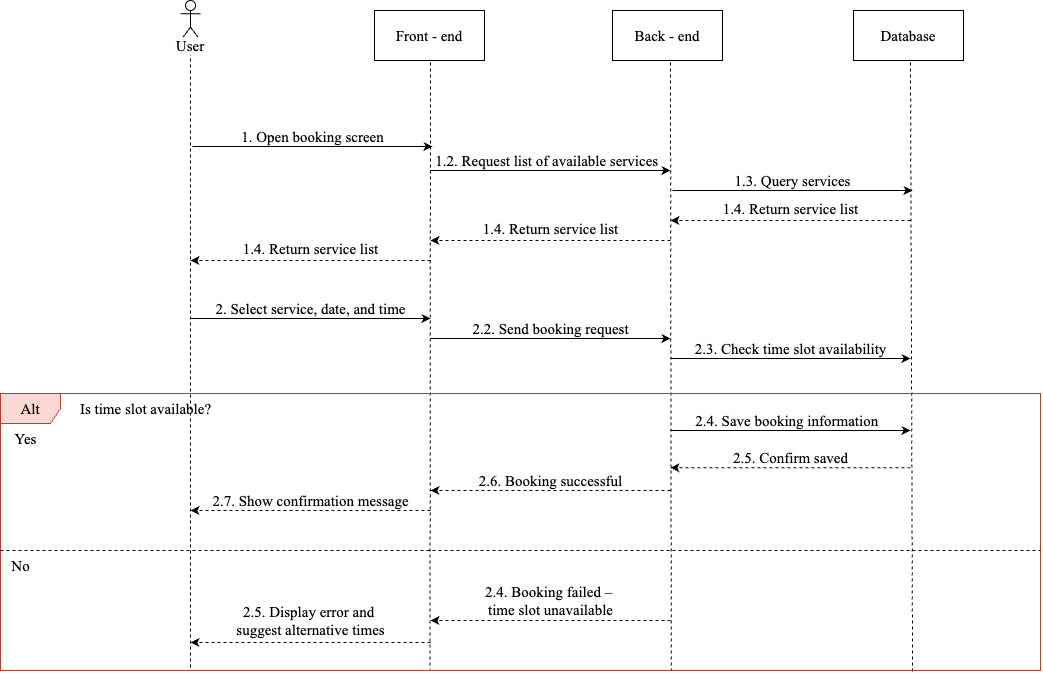 User
Front - end
Back - end
Database
1. Open booking screen
1.2. Request list of available services
1.3. Query services
1.4. Return service list
1.4. Return service list
1.4. Return service list
2. Select service, date, and time
2.2. Send booking request
2.3. Check time slot availability
Alt
Is time slot available?
Yes
2.4. Save booking information
2.5. Confirm saved
2.6. Booking successful
2.7. Show confirmation message
No
2.4. Booking failed –
time slot unavailable
2.5. Display error and
suggest alternative times